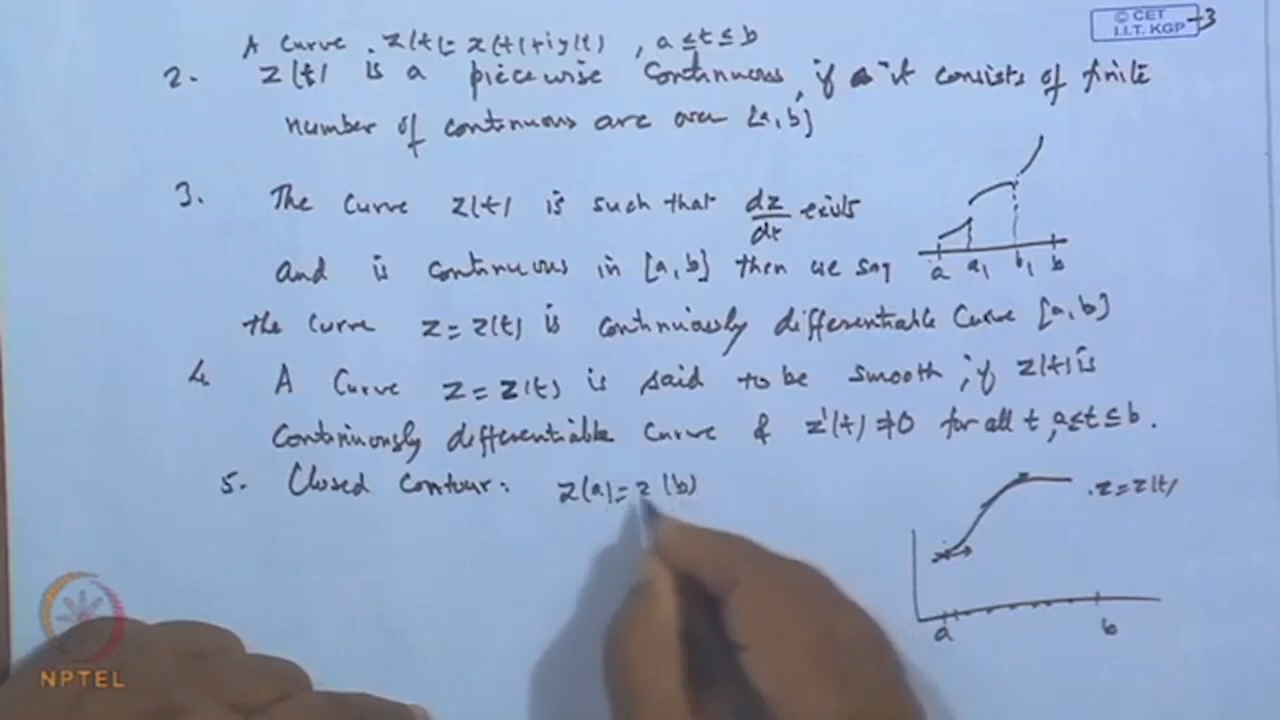 © CET
I.I.T. KGP
-3
A Curve z(t) = x(t)+iy(t) , a ≤ t ≤ b
2. z(t) is a piecewise continuous, if it consists of finite
number of continuous arc over [a, b]
3. The Curve z(t) is such that dz/dt exists
and is continuous in [a, b] then we say
a a₁ b₁ b
the Curve z = z(t) is continuously differentiable Curve [a, b]
4. A Curve z = z(t) is said to be smooth, if z(t) is
Continuously differentiable Curve & z'(t) ≠ 0 for all t, a ≤ t ≤ b.
5. Closed Contour: z(a) = z(b)
z = z(t)
a b
NPTEL